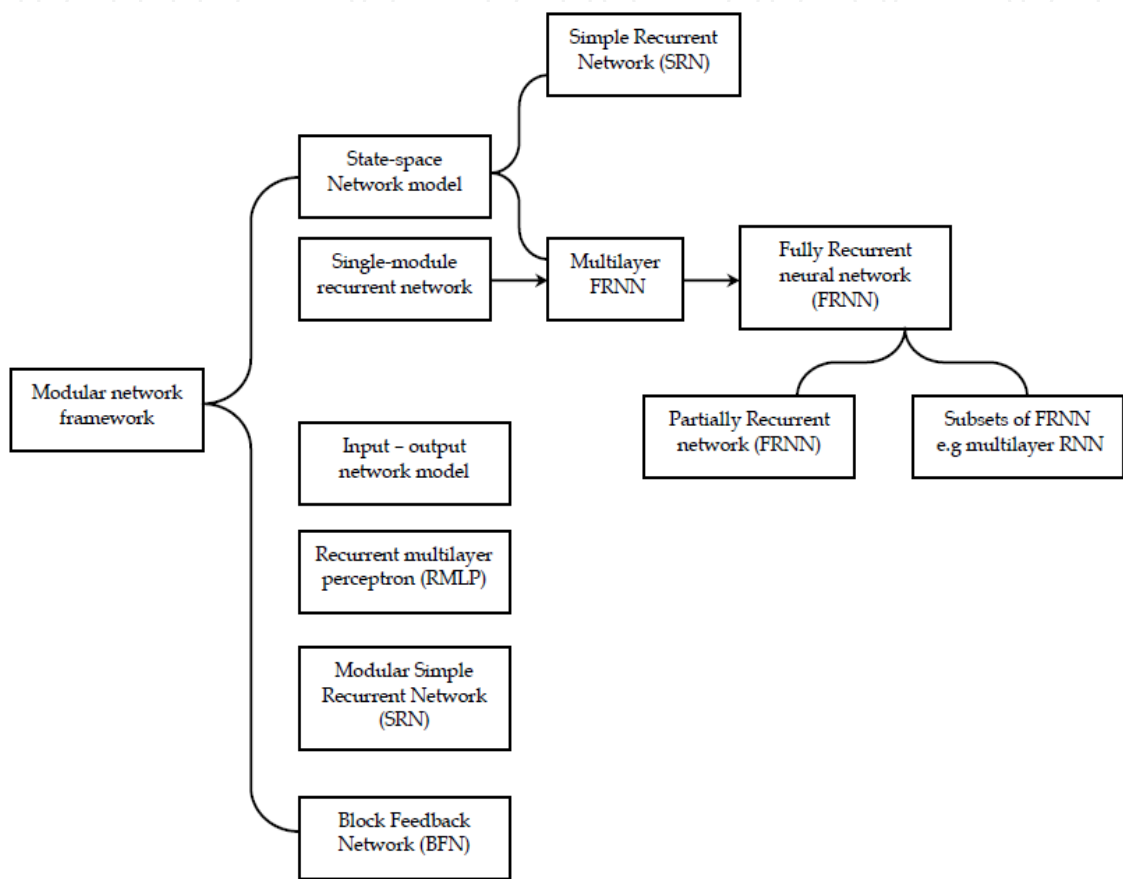 Simple Recurrent
Network (SRN)
State-space
Network model
Single-module
recurrent network
Multilayer
FRNN
Fully Recurrent
neural network
(FRNN)
Modular network
framework
Partially Recurrent
network (FRNN)
Subsets of FRNN
e.g multilayer RNN
Input – output
network model
Recurrent multilayer
perceptron (RMLP)
Modular Simple
Recurrent Network
(SRN)
Block Feedback
Network (BFN)